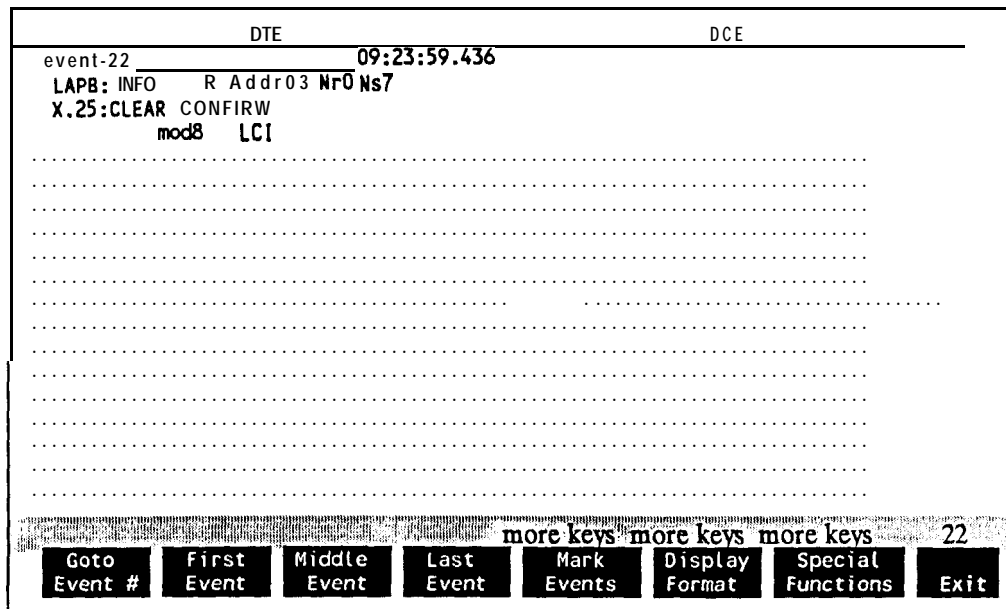 DTE DCE
event-22 09:23:59.436
LAPB: INFO R Addr03 Nr0 Ns7
X.25:CLEAR CONFIRW
mod8 LCI
more keys more keys more keys 22
Goto Event # First Event Middle Event Last Event Mark Events Display Format Special Functions Exit